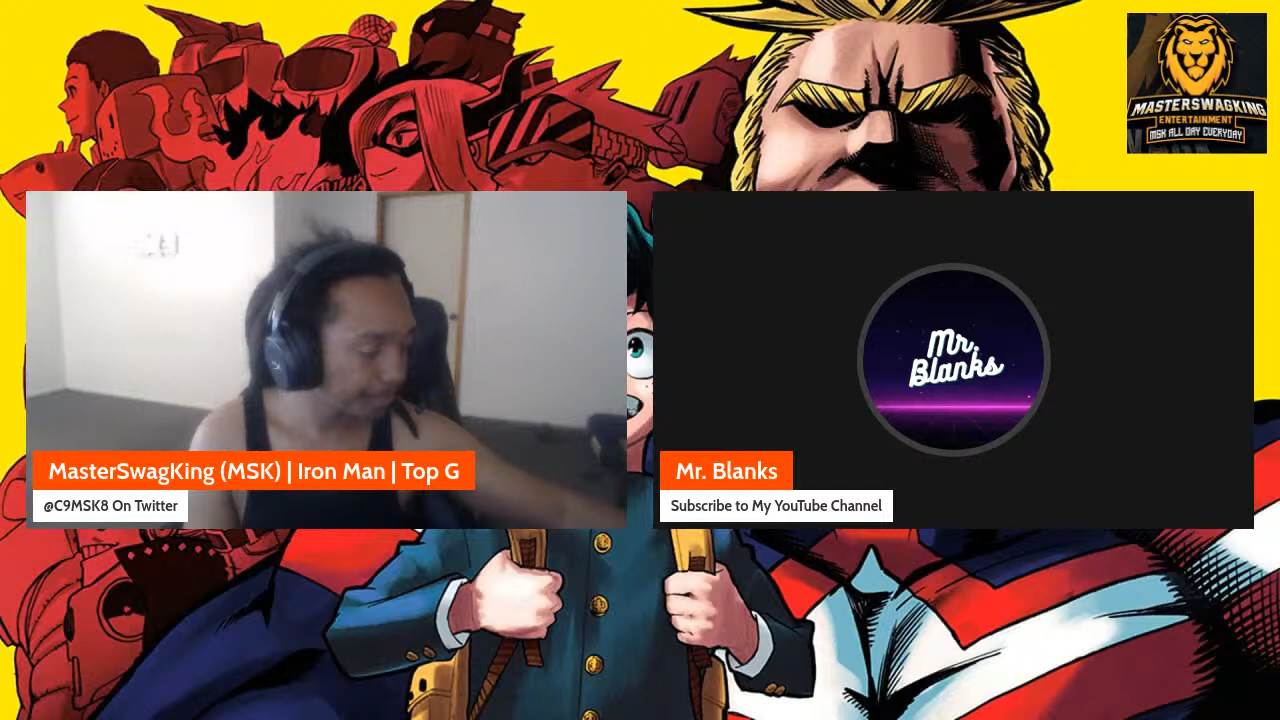 MASTERSWAGKING
ENTERTAINMENT
MSK ALL DAY EVERYDAY
Mr.
Blanks
MasterSwagKing (MSK) | Iron Man | Top G
@C9MSK8 On Twitter
Mr. Blanks
Subscribe to My YouTube Channel